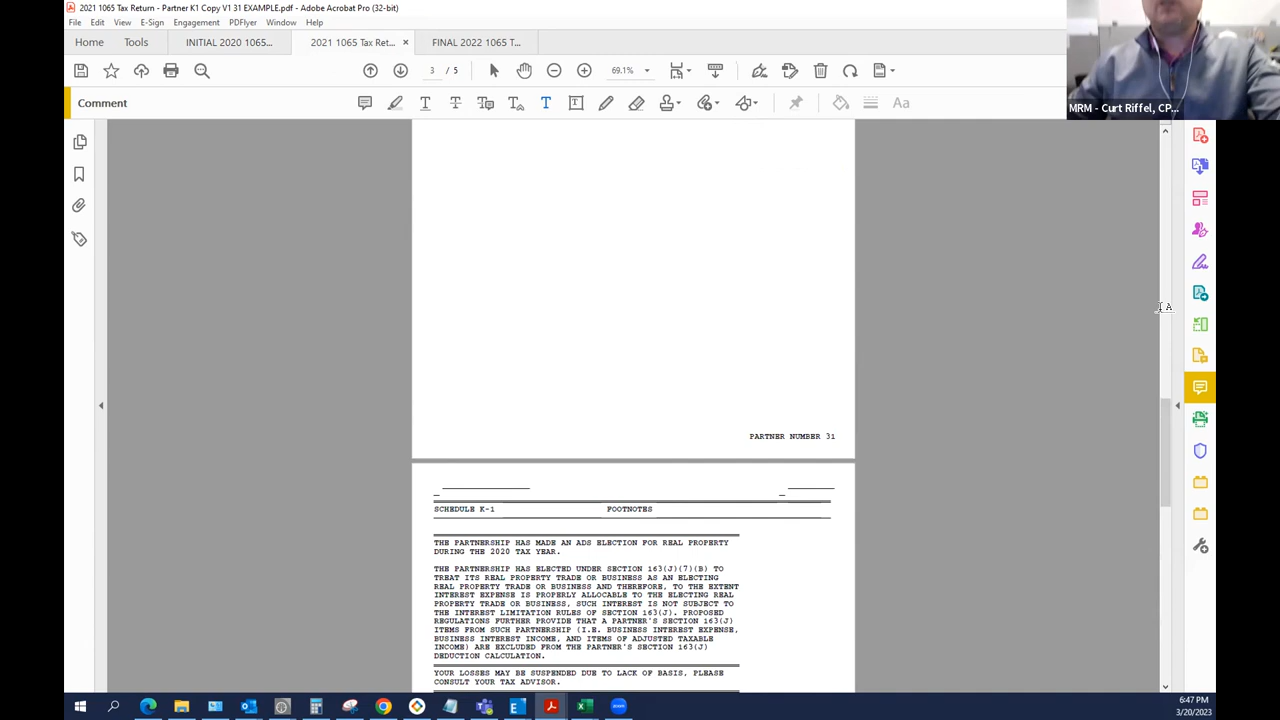 2021 1065 Tax Return - Partner K1 Copy V1 31 EXAMPLE.pdf - Adobe Acrobat Pro (32-bit)
File Edit View E-Sign Engagement PDFlyer Window Help
Home Tools INITIAL 2020 1065... 2021 1065 Tax Ret... × FINAL 2022 1065 T...
3 / 5 69.1%
Comment
MRM - Curt Riffel, CP...
PARTNER NUMBER 31
SCHEDULE K-1 FOOTNOTES
THE PARTNERSHIP HAS MADE AN ADS ELECTION FOR REAL PROPERTY
DURING THE 2020 TAX YEAR.
THE PARTNERSHIP HAS ELECTED UNDER SECTION 163(J)(7)(B) TO
TREAT ITS REAL PROPERTY TRADE OR BUSINESS AS AN ELECTING
REAL PROPERTY TRADE OR BUSINESS AND THEREFORE, TO THE EXTENT
INTEREST EXPENSE IS PROPERLY ALLOCABLE TO THE ELECTING REAL
PROPERTY TRADE OR BUSINESS, SUCH INTEREST IS NOT SUBJECT TO
THE INTEREST LIMITATION RULES OF SECTION 163(J). PROPOSED
REGULATIONS FURTHER PROVIDE THAT A PARTNER'S SECTION 163(J)
ITEMS FROM SUCH PARTNERSHIP (I.E. BUSINESS INTEREST EXPENSE,
BUSINESS INTEREST INCOME, AND ITEMS OF ADJUSTED TAXABLE
INCOME) ARE EXCLUDED FROM THE PARTNER'S SECTION 163(J)
DEDUCTION CALCULATION.
YOUR LOSSES MAY BE SUSPENDED DUE TO LACK OF BASIS, PLEASE
CONSULT YOUR TAX ADVISOR.
6:47 PM
3/20/2023